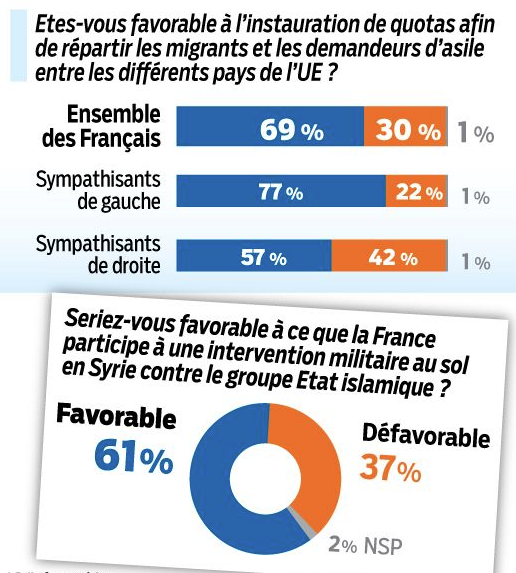 Etes-vous favorable à l'instauration de quotas afin
de répartir les migrants et les demandeurs d'asile
entre les différents pays de l'UE ?
Ensemble
des Français
69 % 30 % 1 %
Sympathisants
de gauche
77 % 22 % 1 %
Sympathisants
de droite
57 % 42 % 1 %
Seriez-vous favorable à ce que la France
participe à une intervention militaire au sol
en Syrie contre le groupe Etat islamique ?
Favorable
61%
Défavorable
37%
2% NSP